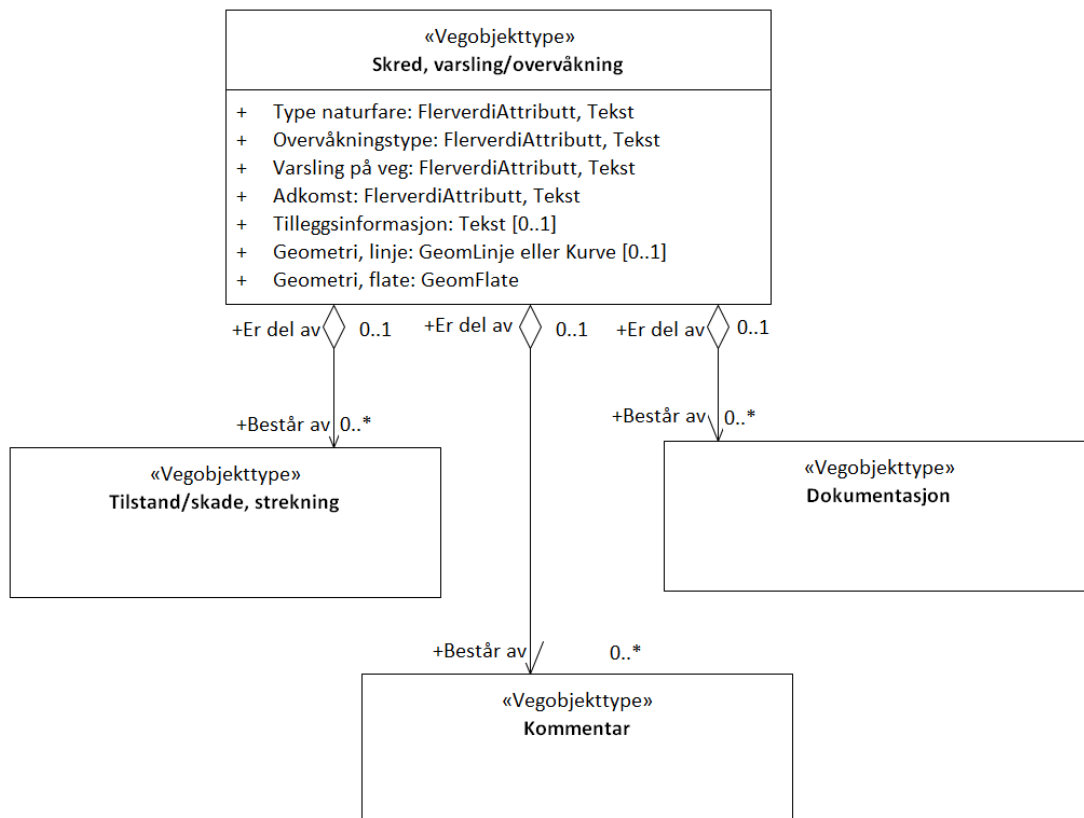 «Vegobjekttype»
Skred, varsling/overvåkning
+ Type naturfare: FlerverdiAttributt, Tekst
+ Overvåkningstype: FlerverdiAttributt, Tekst
+ Varsling på veg: FlerverdiAttributt, Tekst
+ Adkomst: FlerverdiAttributt, Tekst
+ Tilleggsinformasjon: Tekst [0..1]
+ Geometri, linje: GeomLinje eller Kurve [0..1]
+ Geometri, flate: GeomFlate
+Er del av 0..1 +Er del av 0..1 +Er del av 0..1
+Består av 0..* +Består av 0..*
«Vegobjekttype»
Tilstand/skade, strekning
«Vegobjekttype»
Dokumentasjon
+Består av 0..*
«Vegobjekttype»
Kommentar